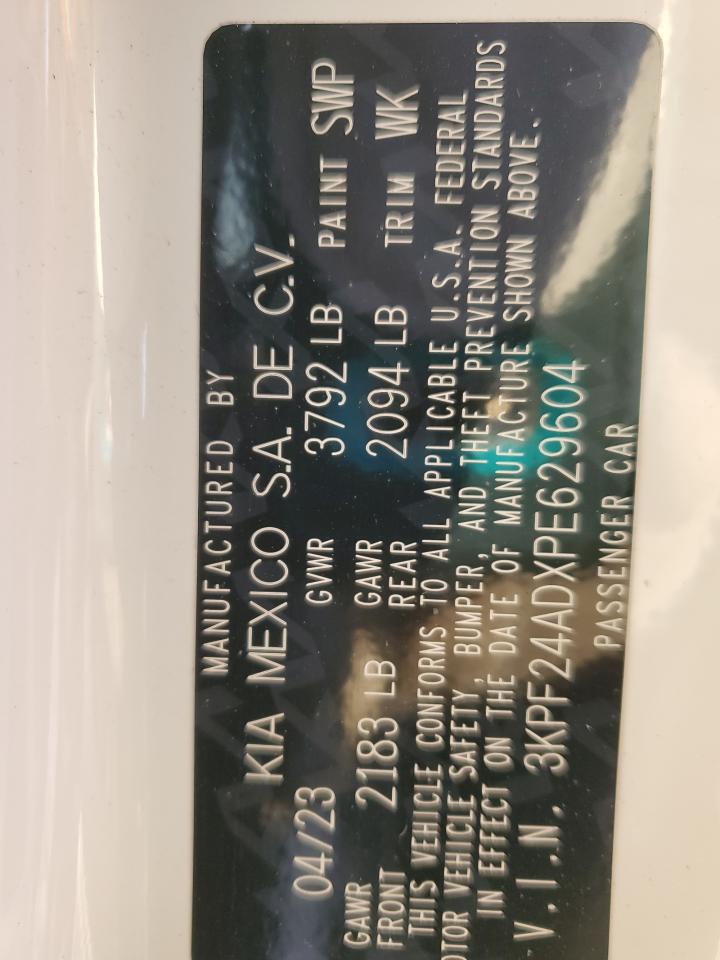 MANUFACTURED BY
KIA MEXICO S.A. DE C.V.
04/23 GVWR 3792 LB PAINT SWP
GAWR FRONT 2183 LB GAWR REAR 2094 LB TRIM WK
THIS VEHICLE CONFORMS TO ALL APPLICABLE U.S.A. FEDERAL
OTOR VEHICLE SAFETY, BUMPER, AND THEFT PREVENTION STANDARDS
IN EFFECT ON THE DATE OF MANUFACTURE SHOWN ABOVE.
V.I.N. 3KPF24ADXPE629604
PASSENGER CAR